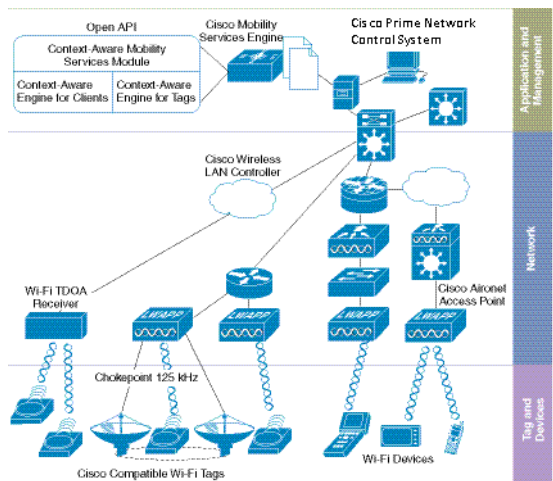 Open API
Context-Aware Mobility
Services Module
Context-Aware
Engine for Clients
Context-Aware
Engine for Tags
Cisco Mobility
Services Engine
Cisco Prime Network
Control System
Application and
Management
Cisco Wireless
LAN Controller
Wi-Fi TDOA
Receiver
LWAPP
LWAPP
LWAPP
LWAPP
Cisco Aironet
Access Point
Network
Chokepoint 125 kHz
Cisco Compatible Wi-Fi Tags
Wi-Fi Devices
Tag and
Devices